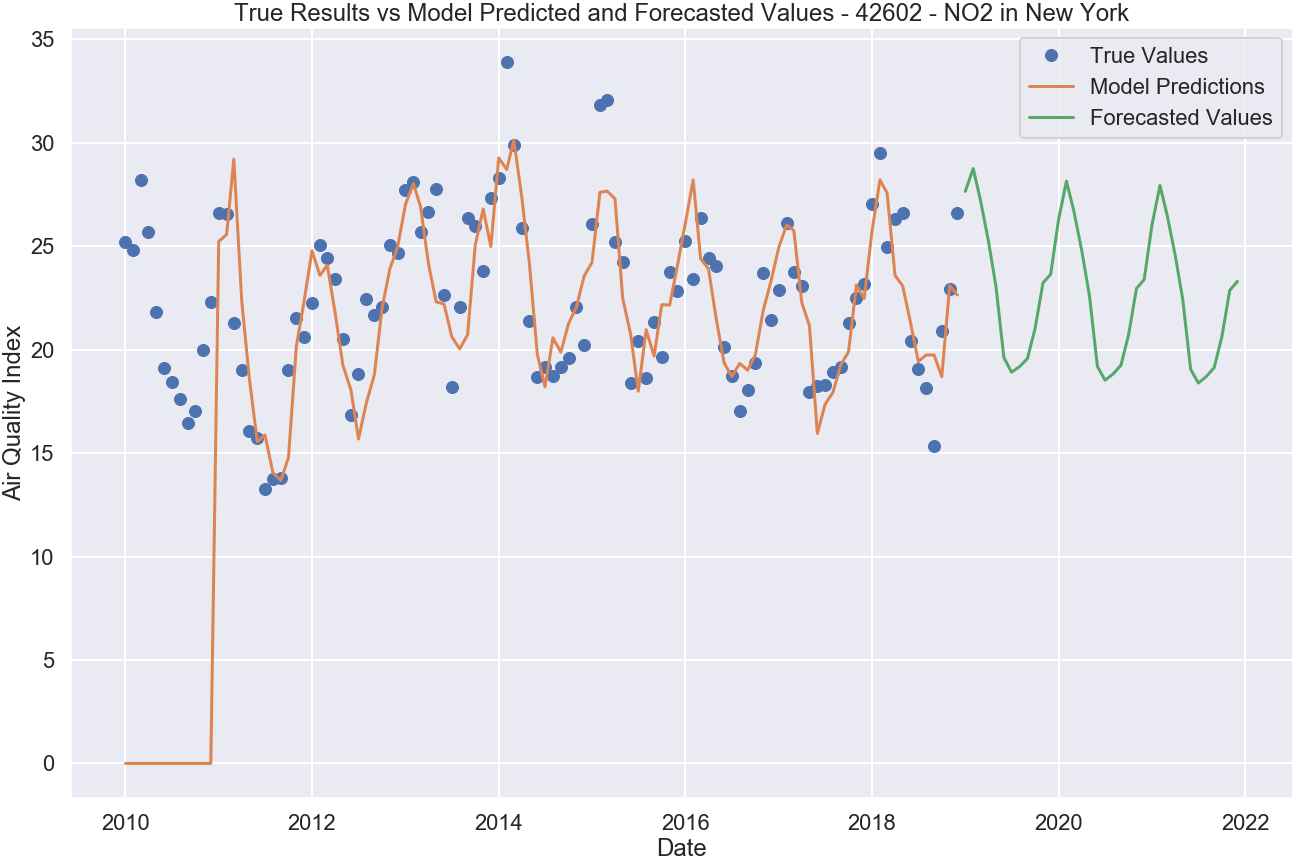 True Results vs Model Predicted and Forecasted Values - 42602 - NO2 in New York
True Values
Model Predictions
Forecasted Values
Air Quality Index
35
30
25
20
15
10
5
0
2010 2012 2014 2016 2018 2020 2022
Date